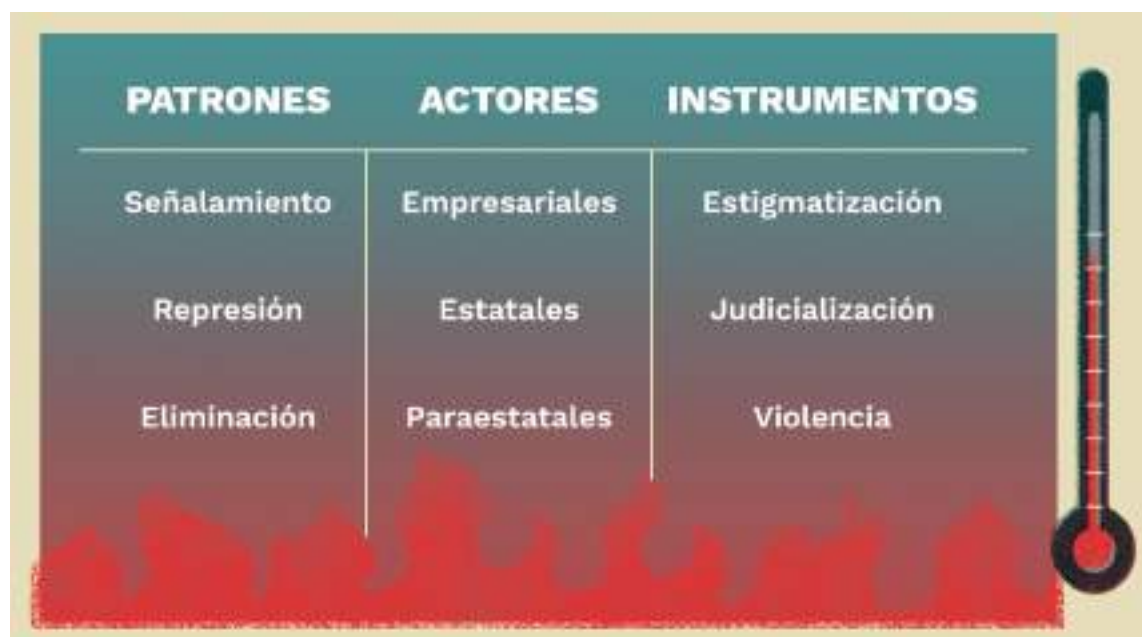 PATRONES ACTORES INSTRUMENTOS
Señalamiento Empresariales Estigmatización
Represión Estatales Judicialización
Eliminación Paraestatales Violencia